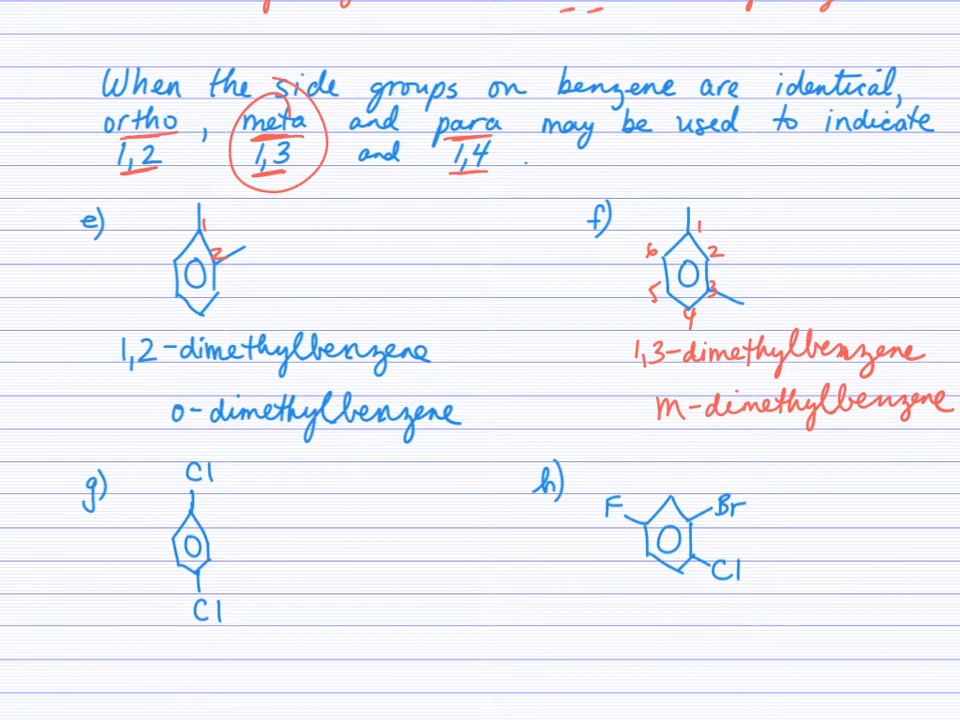 When the side groups on benzene are identical,
ortho, meta and para may be used to indicate
1,2 1,3 and 1,4.
e) 1 2
1,2-dimethylbenzene
o-dimethylbenzene
f) 1 2 3 4 5 6
1,3-dimethylbenzene
m-dimethylbenzene
g) Cl
Cl
h) F Br
Cl